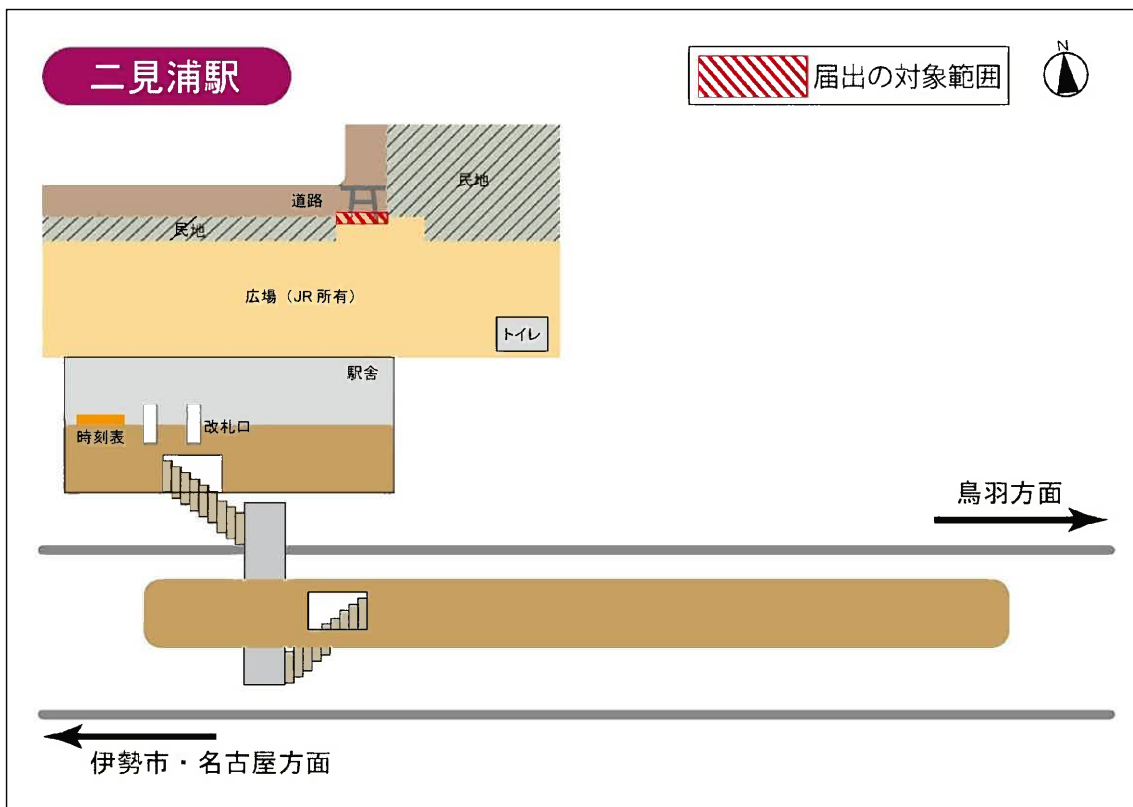 二見浦駅
届出の対象範囲
N
民地
道路
民地
広場（JR所有）
トイレ
駅舎
改札口
時刻表
鳥羽方面
伊勢市・名古屋方面